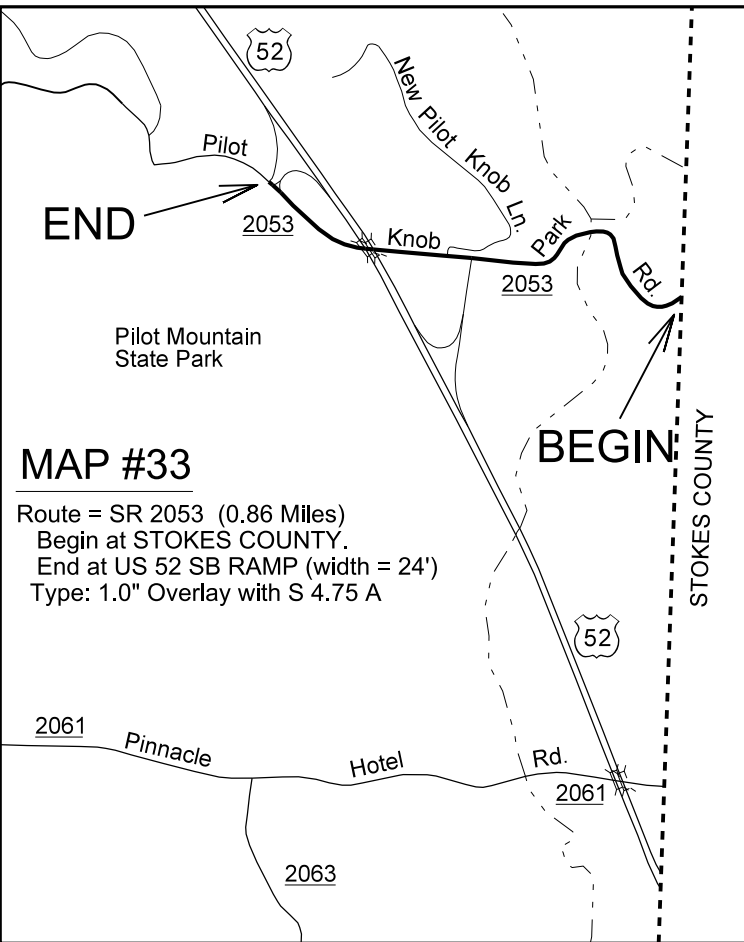 52
New Pilot Knob Ln.
Pilot
END
2053
Knob
Park
Rd.
2053
Pilot Mountain
State Park
BEGIN
STOKES COUNTY
MAP #33
Route = SR 2053 (0.86 Miles)
Begin at STOKES COUNTY.
End at US 52 SB RAMP (width = 24')
Type: 1.0" Overlay with S 4.75 A
52
2061
Pinnacle Hotel Rd.
2061
2063